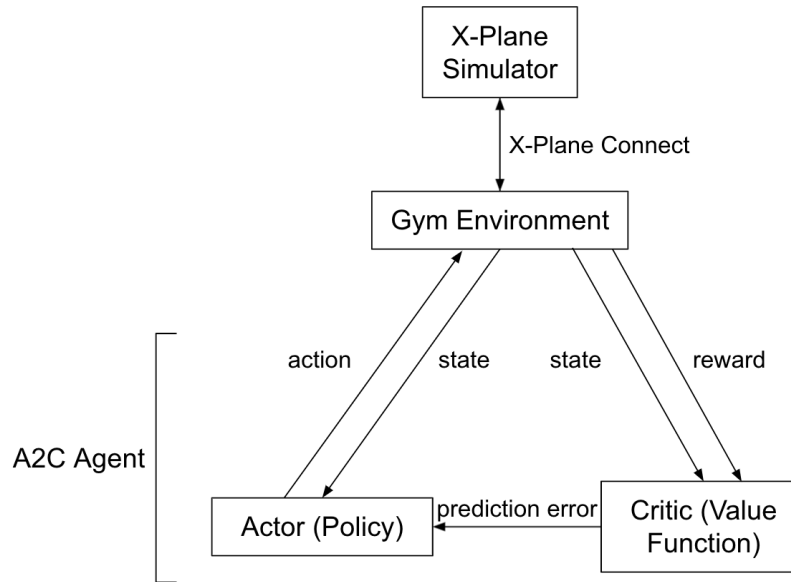 X-Plane
Simulator
X-Plane Connect
Gym Environment
action
state
state
reward
A2C Agent
Actor (Policy)
prediction error
Critic (Value
Function)